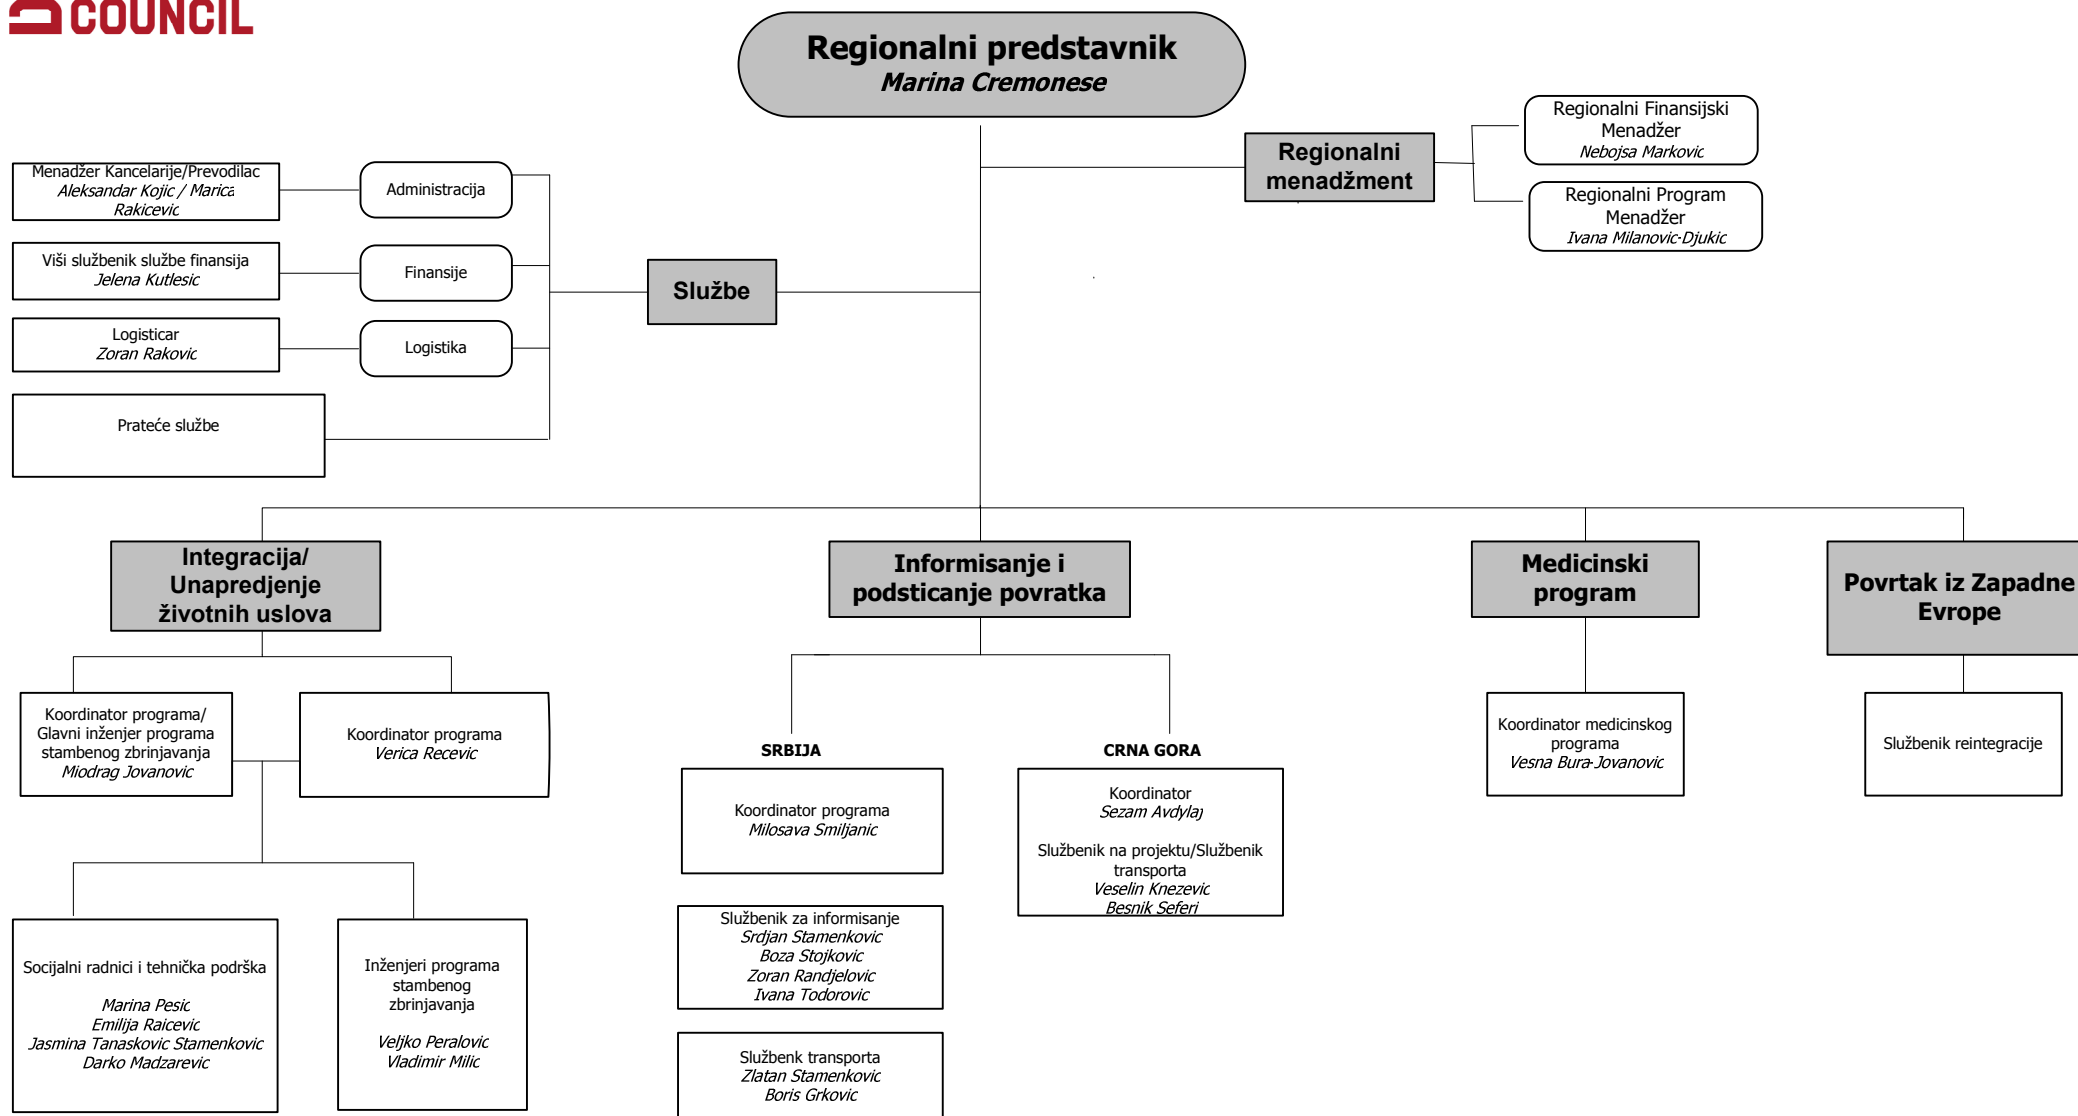 COUNCIL
Regionalni predstavnik
Marina Cremonese
Regionalni Finansijski
Menadžer
Nebojsa Markovic
Regionalni
menadžment
Regionalni Program
Menadžer
Ivana Milanovic-Djukic
Menadžer Kancelarije/Prevodilac
Aleksandar Kojic / Marica
Rakicevic
Administracija
Viši službenik službe finansija
Jelena Kutlesic
Finansije
Službe
Logisticar
Zoran Rakovic
Logistika
Prateće službe
Integracija/
Unapredjenje
životnih uslova
Informisanje i
podsticanje povratka
Medicinski
program
Povrtak iz Zapadne
Evrope
Koordinator programa/
Glavni inženjer programa
stambenog zbrinjavanja
Miodrag Jovanovic
Koordinator programa
Verica Recevic
SRBIJA
CRNA GORA
Koordinator medicinskog
programa
Vesna Bura-Jovanovic
Službenik reintegracije
Koordinator programa
Milosava Smiljanic
Koordinator
Sezam Avdylaj
Službenik na projektu/Službenik
transporta
Veselin Knezevic
Besnik Seferi
Socijalni radnici i tehnička podrška
Marina Pesic
Emilija Raicevic
Jasmina Tanaskovic Stamenkovic
Darko Madzarevic
Inženjeri programa
stambenog
zbrinjavanja
Veljko Peralovic
Vladimir Milic
Službenik za informisanje
Srdjan Stamenkovic
Boza Stojkovic
Zoran Randjelovic
Ivana Todorovic
Službenk transporta
Zlatan Stamenkovic
Boris Grkovic